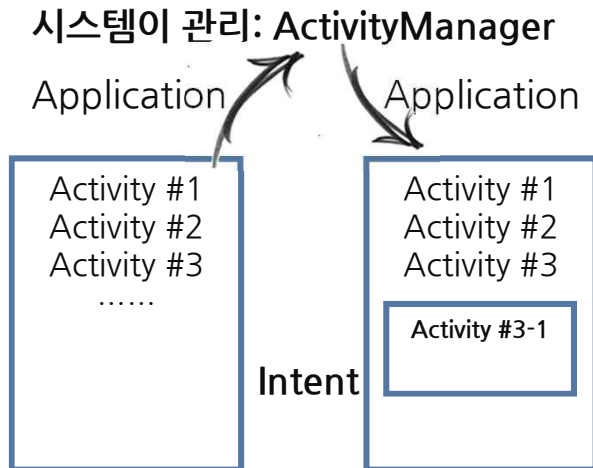 시스템이 관리: ActivityManager
Application
Application
Activity #1
Activity #2
Activity #3
......
Activity #1
Activity #2
Activity #3
Activity #3-1
Intent